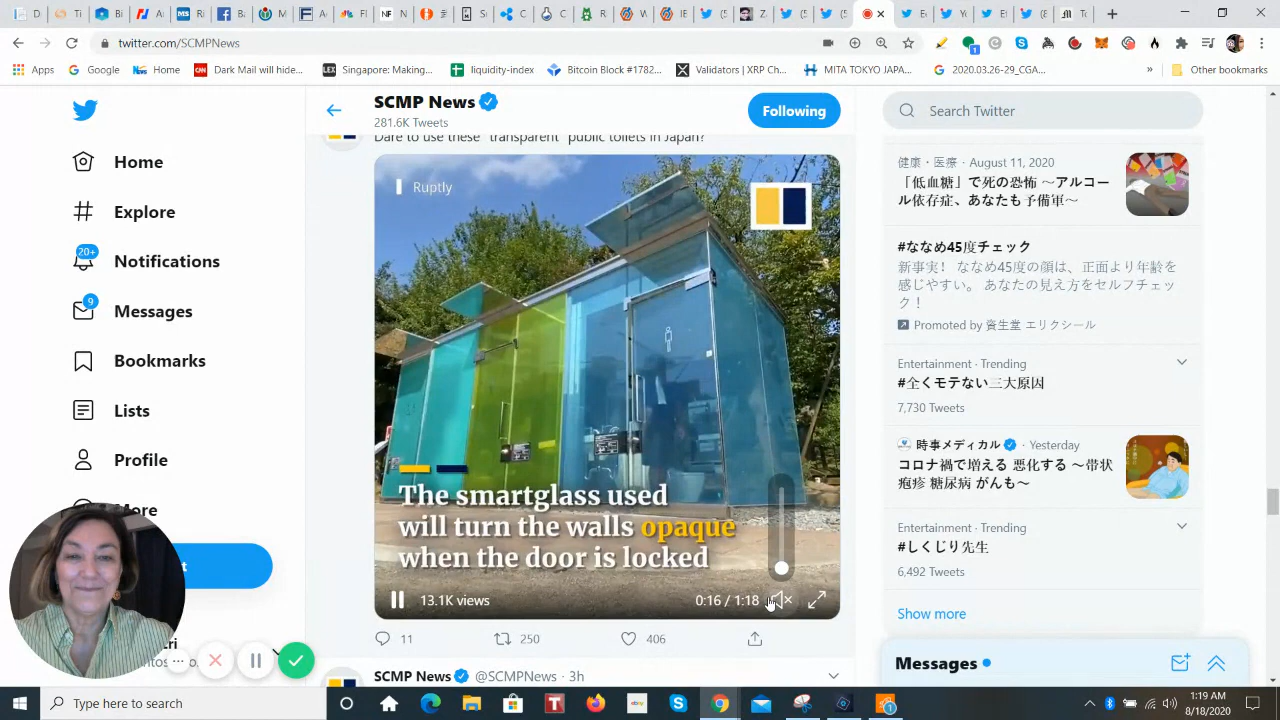 twitter.com/SCMPNews
Apps
Google
Home
Dark Mail will hide...
Singapore: Making...
liquidity-index
Bitcoin Block #1782...
Validators | XRP Ch...
MITA TOKYO JAPA...
2020.03.26-29_CGA...
Other bookmarks
Home
Explore
20+
Notifications
9
Messages
Bookmarks
Lists
Profile
More
SCMP News
281.6K Tweets
Following
Dare to use these "transparent" public toilets in Japan?
Ruptly
The smartglass used
will turn the walls opaque
when the door is locked
13.1K views
0:16 / 1:18
11
250
406
SCMP News @SCMPNews · 3h
Search Twitter
健康・医療 · August 11, 2020
「低血糖」で死の恐怖 ～アルコー
ル依存症、あなたも予備軍～
#ななめ45度チェック
新事実！ ななめ45度の顔は、正面より年齢を
感じやすい。 あなたの見え方をセルフチェッ
ク！
Promoted by 資生堂 エリクシール
Entertainment · Trending
#全くモテない三大原因
7,730 Tweets
時事メディカル · Yesterday
コロナ禍で増える 悪化する ～帯状
疱疹 糖尿病 がんも～
Entertainment · Trending
#しくじり先生
6,492 Tweets
Show more
Messages
Type here to search
1:19 AM
8/18/2020